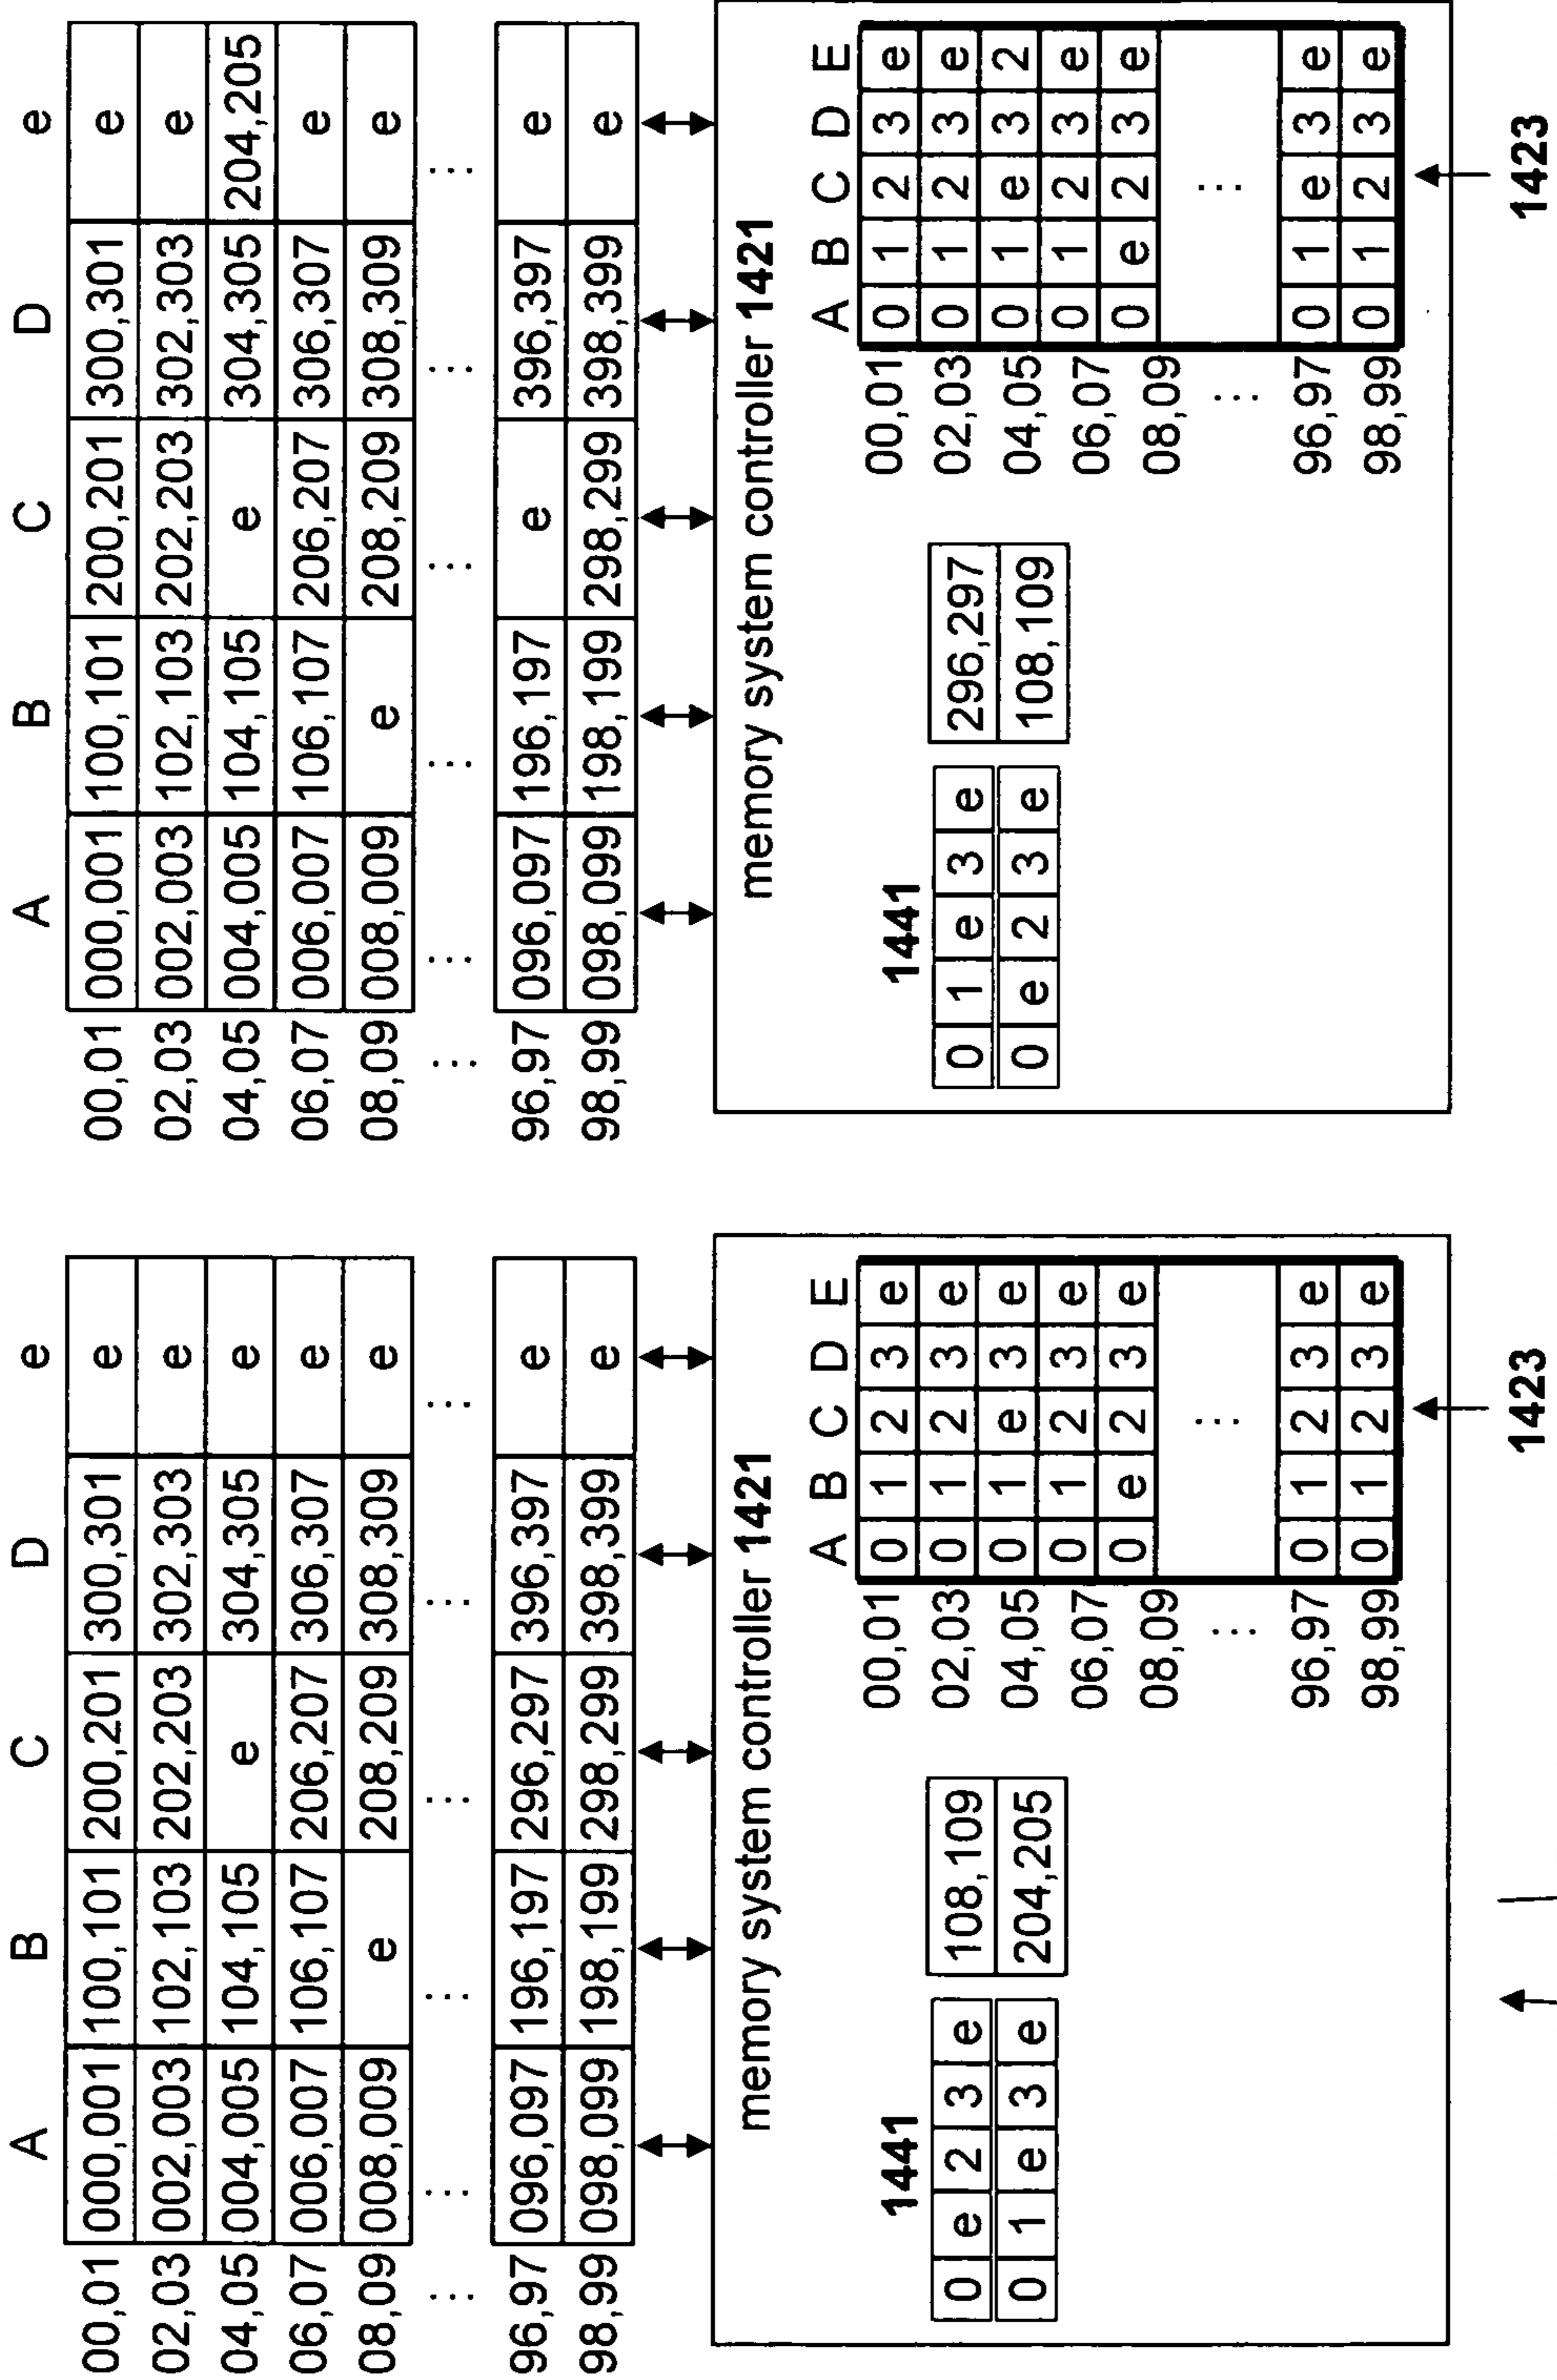 A B C D e
00,01 000,001 100,101 200,201 300,301 e
02,03 002,003 102,103 202,203 302,303 e
04,05 004,005 104,105 e 304,305 e
06,07 006,007 106,107 206,207 306,307 e
08,09 008,009 e 208,209 308,309 e
... ... ... ... ... ...
96,97 096,097 196,197 296,297 396,397 e
98,99 098,099 198,199 298,299 398,399 e
memory system controller 1421
1441
0 e 2 3 e 108,109
0 1 e 3 e 204,205
A B C D E
00,01 0 1 2 3 e
02,03 0 1 2 3 e
04,05 0 1 e 3 e
06,07 0 1 2 3 e
08,09 0 e 2 3 e
... ...
96,97 0 1 2 3 e
98,99 0 1 2 3 e
1423
A B C D e
00,01 000,001 100,101 200,201 300,301 e
02,03 002,003 102,103 202,203 302,303 e
04,05 004,005 104,105 e 304,305 204,205
06,07 006,007 106,107 206,207 306,307 e
08,09 008,009 e 208,209 308,309 e
... ... ... ... ... ...
96,97 096,097 196,197 e 396,397 e
98,99 098,099 198,199 298,299 398,399 e
memory system controller 1421
1441
0 1 e 3 e 296,297
0 e 2 3 e 108,109
A B C D E
00,01 0 1 2 3 e
02,03 0 1 2 3 e
04,05 0 1 e 3 2
06,07 0 1 2 3 e
08,09 0 e 2 3 e
... ...
96,97 0 1 e 3 e
98,99 0 1 2 3 e
1423